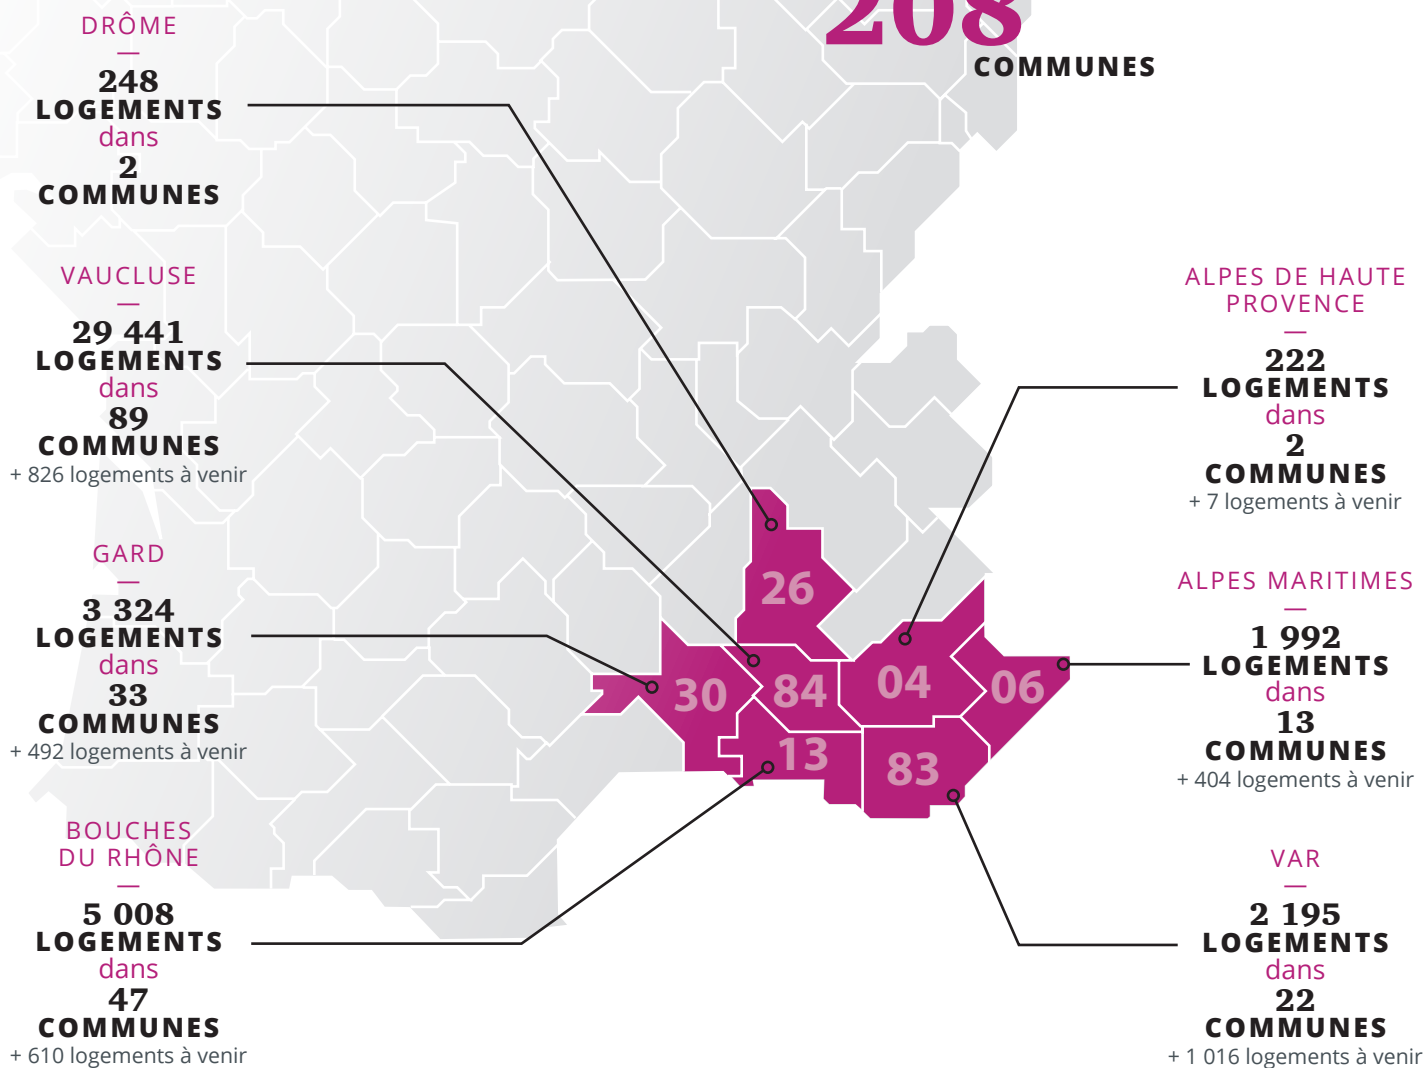 208
COMMUNES
DRÔME
—
248
LOGEMENTS
dans
2
COMMUNES
VAUCLUSE
—
29 441
LOGEMENTS
dans
89
COMMUNES
+ 826 logements à venir
GARD
—
3 324
LOGEMENTS
dans
33
COMMUNES
+ 492 logements à venir
BOUCHES
DU RHÔNE
—
5 008
LOGEMENTS
dans
47
COMMUNES
+ 610 logements à venir
26
30
84
04
06
13
83
ALPES DE HAUTE
PROVENCE
—
222
LOGEMENTS
dans
2
COMMUNES
+ 7 logements à venir
ALPES MARITIMES
—
1 992
LOGEMENTS
dans
13
COMMUNES
+ 404 logements à venir
VAR
—
2 195
LOGEMENTS
dans
22
COMMUNES
+ 1 016 logements à venir